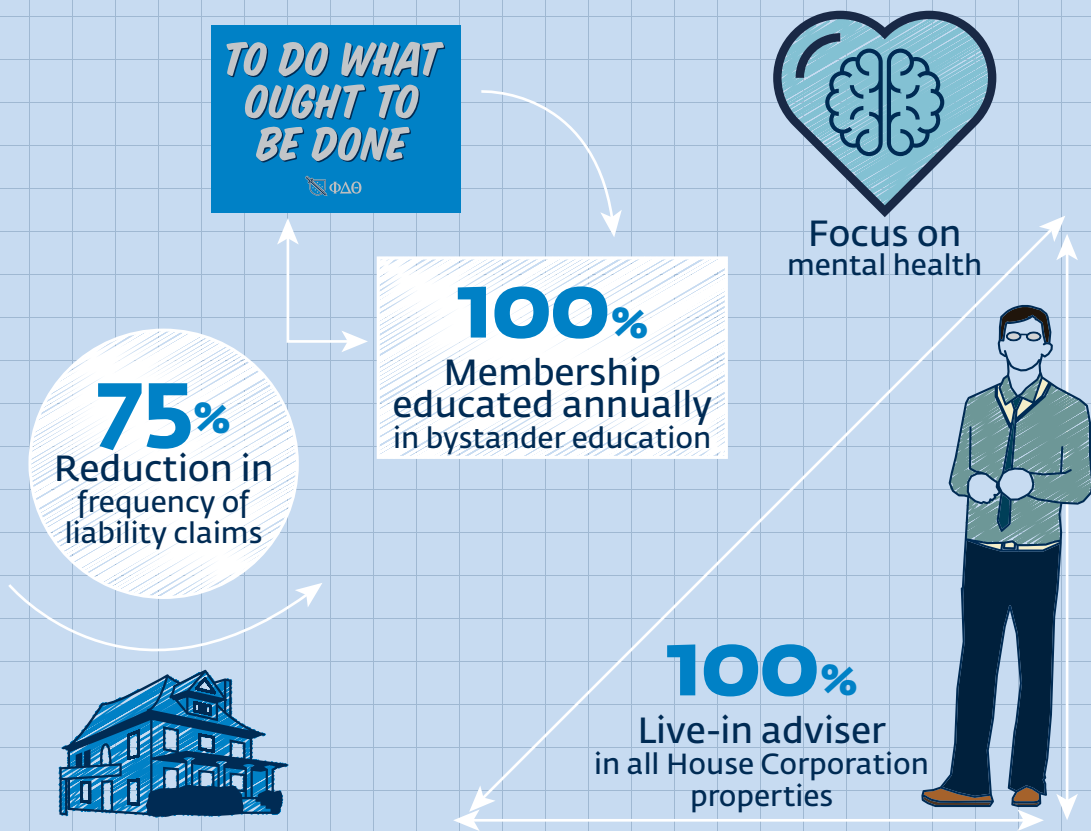 TO DO WHAT
OUGHT TO
BE DONE
ΦΔΘ
Focus on
mental health
100%
Membership
educated annually
in bystander education
75%
Reduction in
frequency of
liability claims
100%
Live-in adviser
in all House Corporation
properties